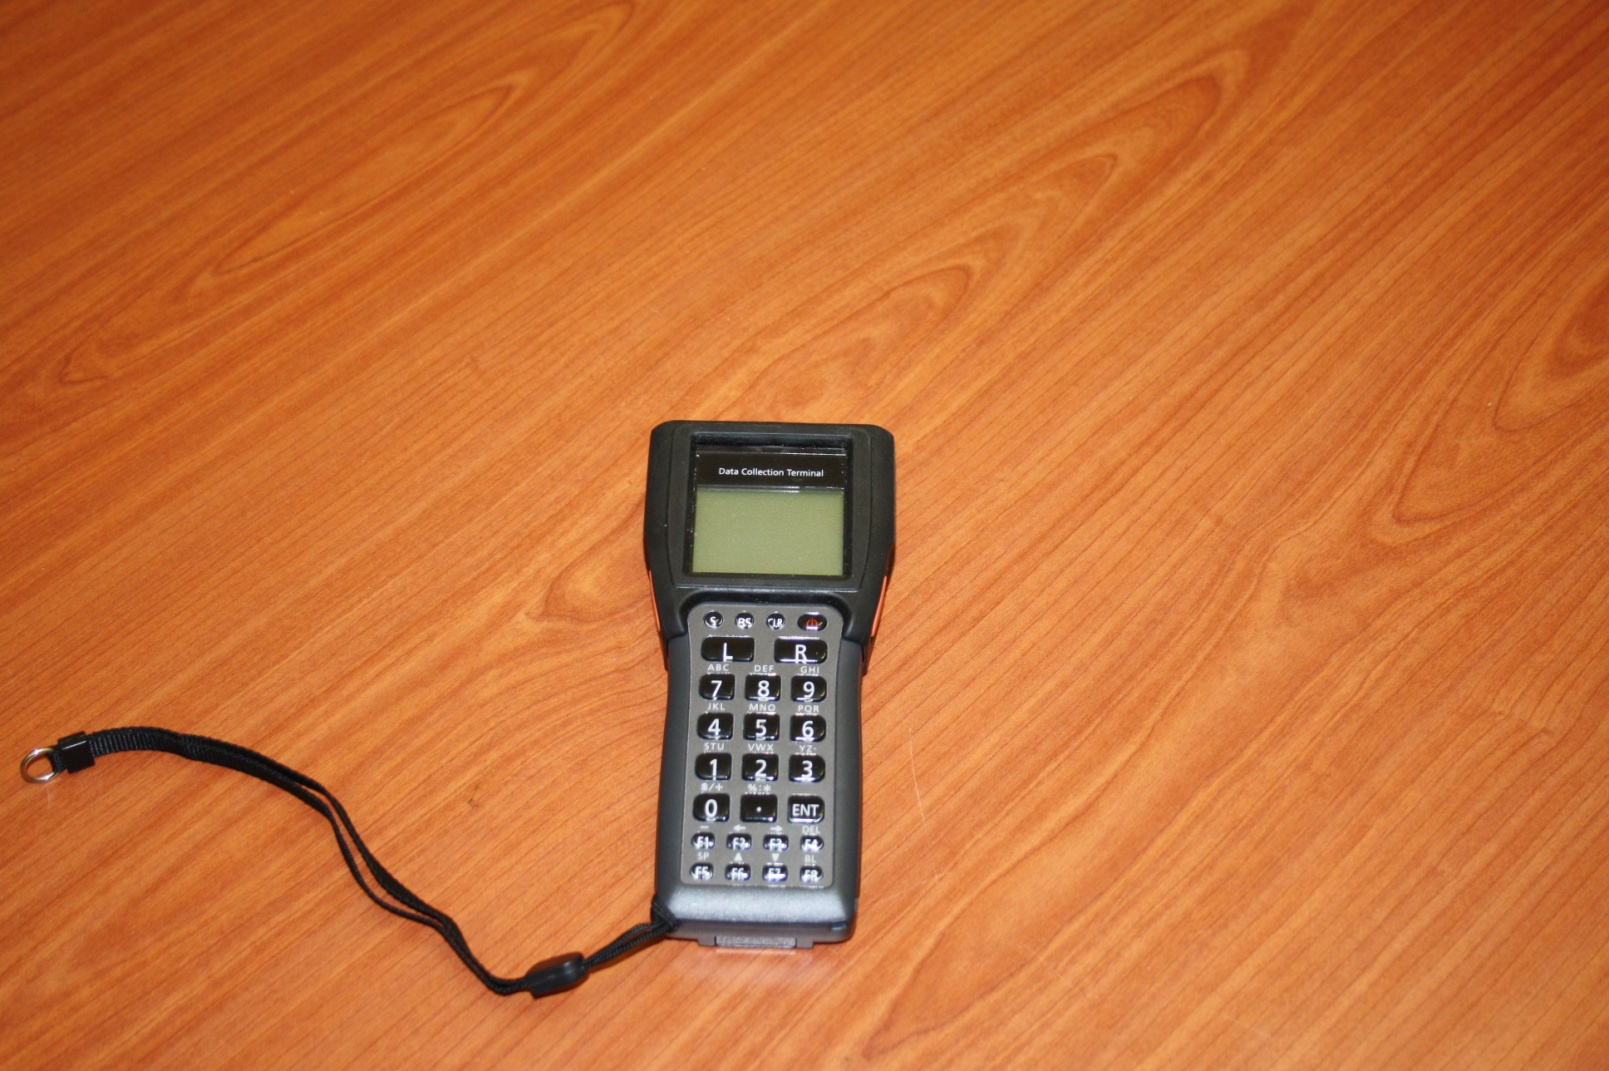 Data Collection Terminal
S BS CLR
L R
ABC DEF GHI
7 8 9
JKL MNO PQR
4 5 6
STU VWX YZ-
1 2 3
$/+ %:*
0 . ENT
- ← → DEL
F1 F2 F3 F4
SP ▲ ▼ BL
F5 F6 F7 F8